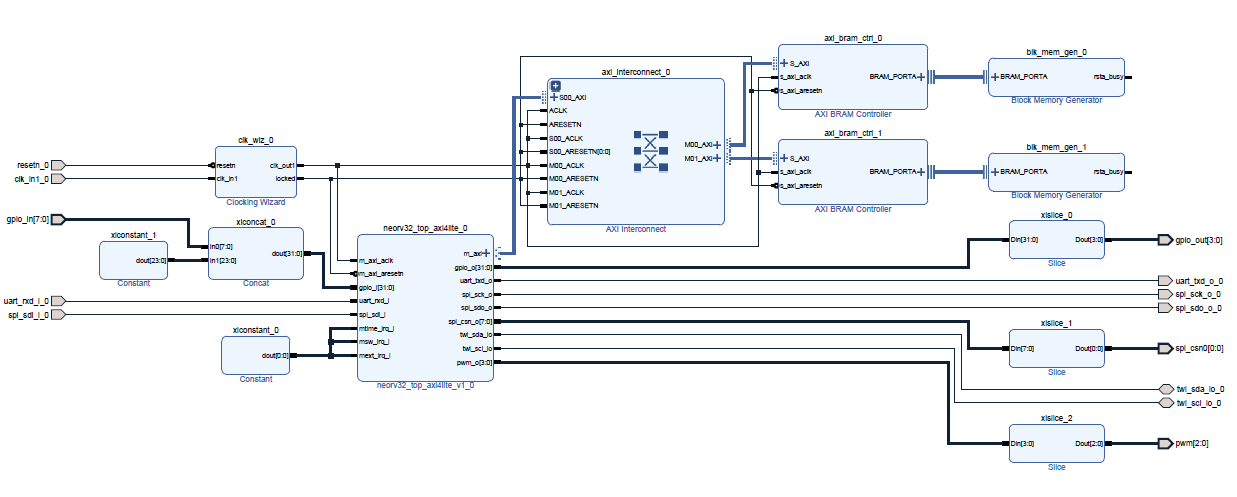 resetn_0
clk_in1_0
clk_wiz_0
resetn
clk_in1
clk_out1
locked
Clocking Wizard
gpio_in[7:0]
xlconstant_1
dout[23:0]
Constant
xlconcat_0
In0[7:0]
In1[23:0]
dout[31:0]
Concat
uart_rxd_i_0
spi_sdi_i_0
xlconstant_0
dout[0:0]
Constant
neorv32_top_axi4lite_0
m_axi_aclk
m_axi_aresetn
gpio_i[31:0]
uart_rxd_i
spi_sdi_i
mtime_irq_i
msw_irq_i
mext_irq_i
m_axi
gpio_o[31:0]
uart_txd_o
spi_sck_o
spi_sdo_o
spi_csn_o[7:0]
twi_sda_io
twi_scl_io
pwm_o[3:0]
neorv32_top_axi4lite_v1_0
axi_interconnect_0
S00_AXI
ACLK
ARESETN
S00_ACLK
S00_ARESETN[0:0]
M00_ACLK
M00_ARESETN
M01_ACLK
M01_ARESETN
M00_AXI
M01_AXI
AXI Interconnect
axi_bram_ctrl_0
S_AXI
s_axi_aclk
s_axi_aresetn
BRAM_PORTA
AXI BRAM Controller
blk_mem_gen_0
BRAM_PORTA
rsta_busy
Block Memory Generator
axi_bram_ctrl_1
S_AXI
s_axi_aclk
s_axi_aresetn
BRAM_PORTA
AXI BRAM Controller
blk_mem_gen_1
BRAM_PORTA
rsta_busy
Block Memory Generator
xlslice_0
Din[31:0]
Dout[3:0]
Slice
gpio_out[3:0]
uart_txd_o_0
spi_sck_o_0
spi_sdo_o_0
xlslice_1
Din[7:0]
Dout[0:0]
Slice
spi_csn0[0:0]
twi_sda_io_0
twi_scl_io_0
xlslice_2
Din[3:0]
Dout[2:0]
Slice
pwm[2:0]